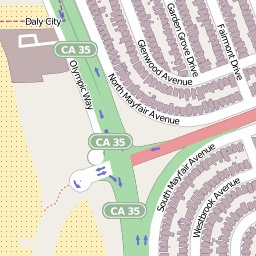 Daly City
CA 35
Olympic Way
Garden Grove Drive
Fairmont Drive
Glenwood Avenue
North Mayfair Avenue
CA 35
South Mayfair Avenue
Westbrook Avenue
CA 35